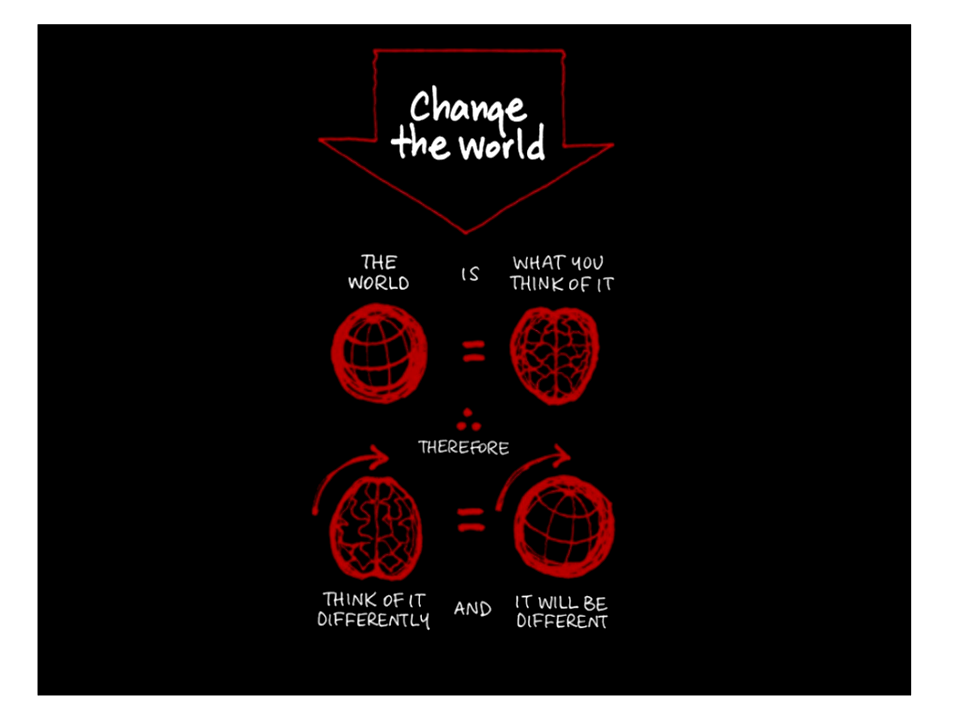 Change
the world
THE
WORLD
IS
WHAT YOU
THINK OF IT
=
∴
THEREFORE
=
THINK OF IT
DIFFERENTLY
AND
IT WILL BE
DIFFERENT